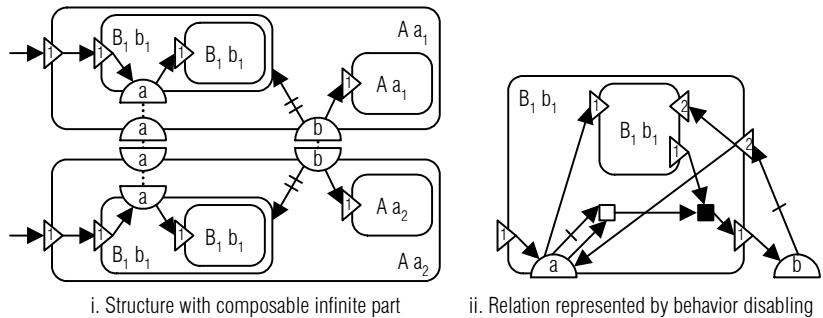 A a₁
B₁ b₁
B₁ b₁
1
1
1
a
1
A a₁
a
b
a
b
a
1
1
1
B₁ b₁
B₁ b₁
1
A a₂
A a₂
i. Structure with composable infinite part
B₁ b₁
1
B₁ b₁
2
1
2
1
a
1
b
ii. Relation represented by behavior disabling